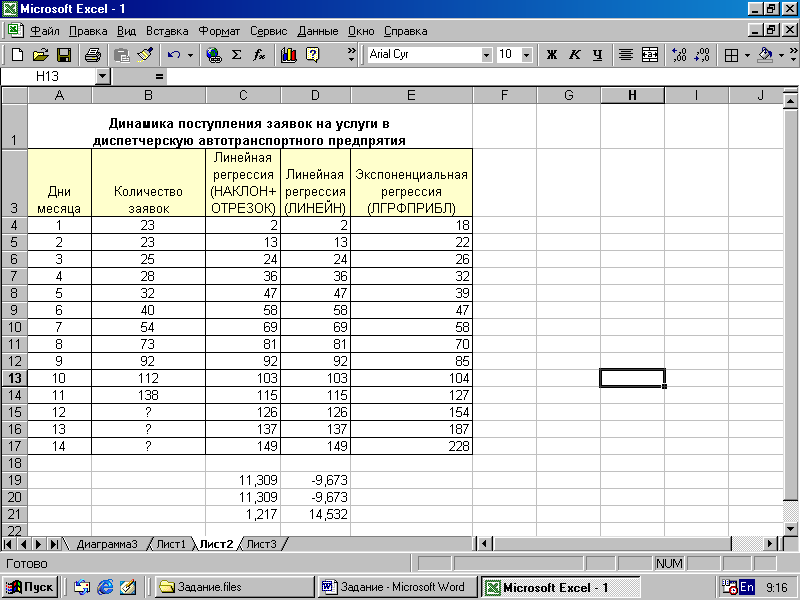 Microsoft Excel - 1
Файл Правка Вид Вставка Формат Сервис Данные Окно Справка
Arial Cyr 10 Ж К Ч
H13 =
A B C D E F G H I J
1 Динамика поступления заявок на услуги в
диспетчерскую автотранспортного предпрятия
3 Дни месяца Количество заявок Линейная регрессия (НАКЛОН+ ОТРЕЗОК) Линейная регрессия (ЛИНЕЙН) Экспоненциальная регрессия (ЛГРФПРИБЛ)
4 1 23 2 2 18
5 2 23 13 13 22
6 3 25 24 24 26
7 4 28 36 36 32
8 5 32 47 47 39
9 6 40 58 58 47
10 7 54 69 69 58
11 8 73 81 81 70
12 9 92 92 92 85
13 10 112 103 103 104
14 11 138 115 115 127
15 12 ? 126 126 154
16 13 ? 137 137 187
17 14 ? 149 149 228
18
19 11,309 -9,673
20 11,309 -9,673
21 1,217 14,532
22
Диаграмма3 Лист1 Лист2 Лист3
Готово NUM
Пуск Задание.files Задание - Microsoft Word Microsoft Excel - 1 En 9:16